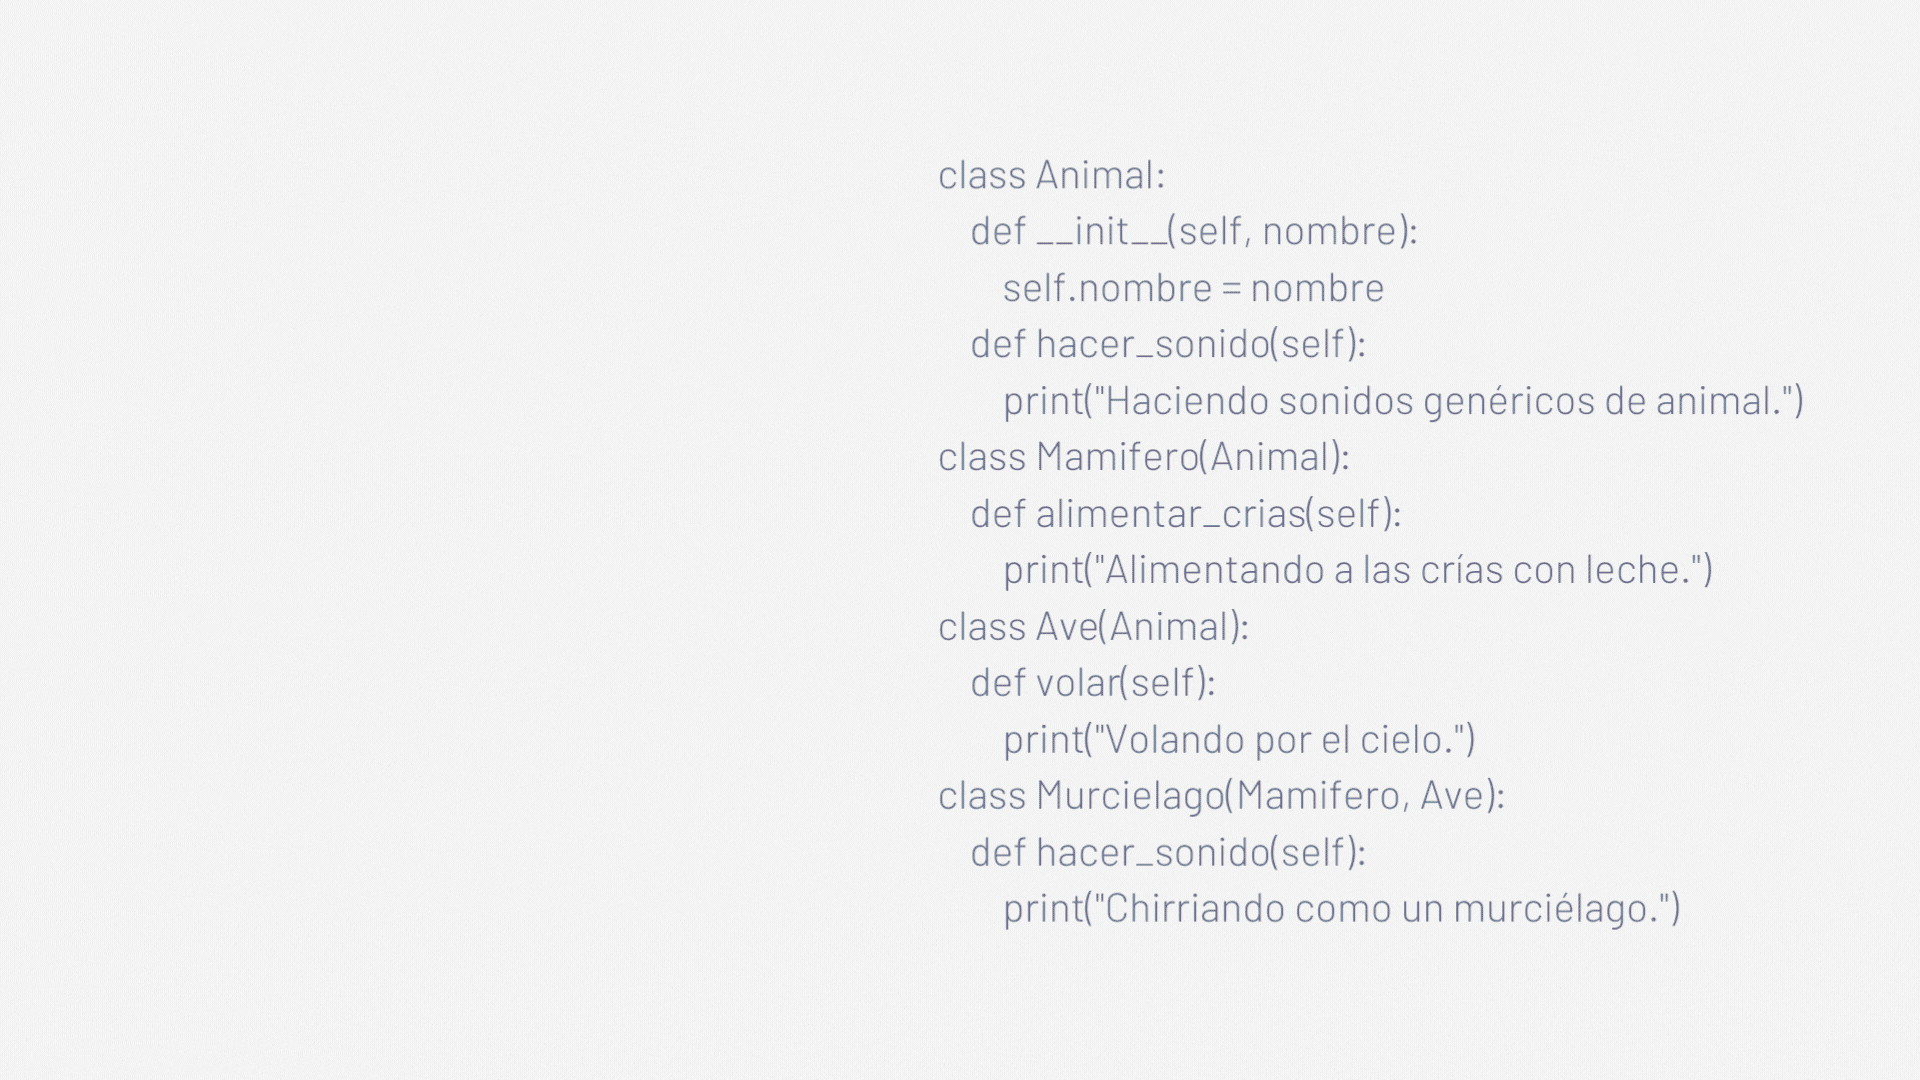 class Animal:
def __init__(self, nombre):
self.nombre = nombre
def hacer_sonido(self):
print("Haciendo sonidos genéricos de animal.")
class Mamifero(Animal):
def alimentar_crias(self):
print("Alimentando a las crías con leche.")
class Ave(Animal):
def volar(self):
print("Volando por el cielo.")
class Murcielago(Mamifero, Ave):
def hacer_sonido(self):
print("Chirriando como un murciélago.")